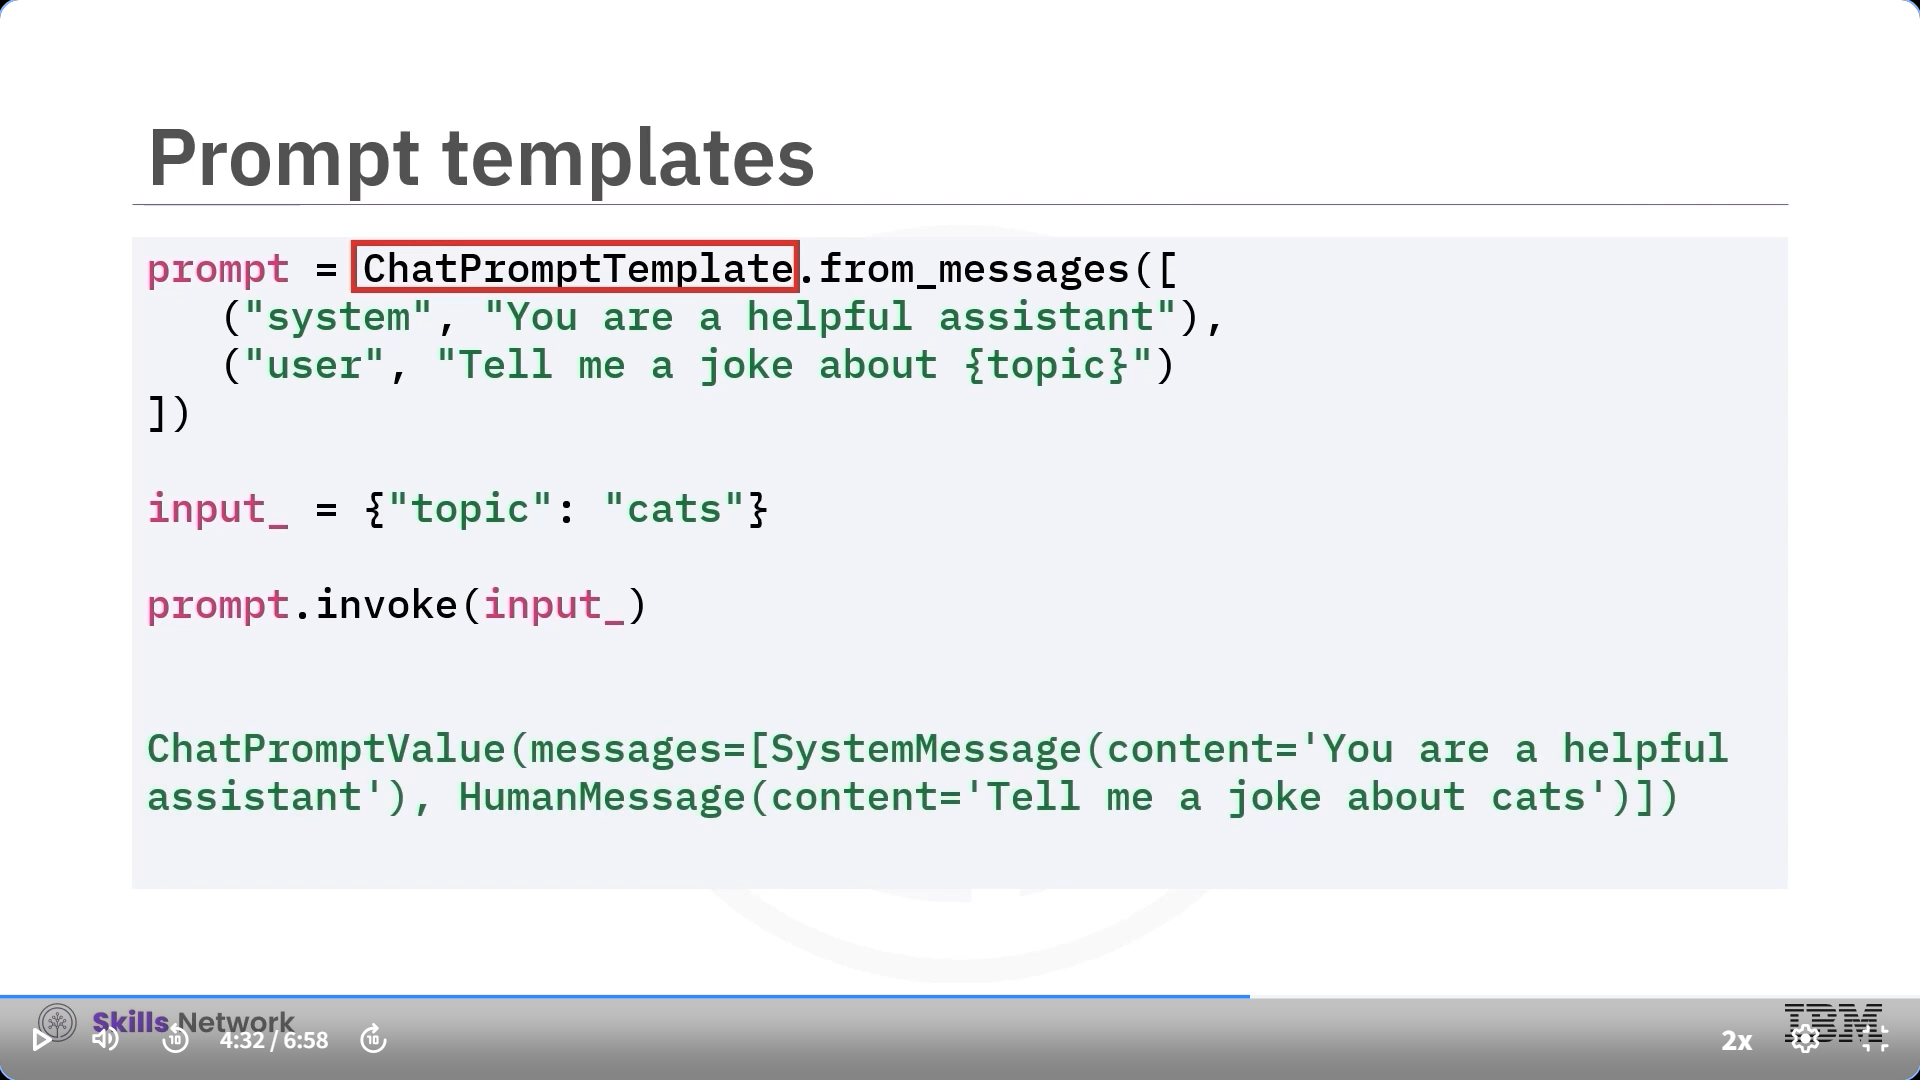 Prompt templates
prompt = ChatPromptTemplate.from_messages([
("system", "You are a helpful assistant"),
("user", "Tell me a joke about {topic}")
])
input_ = {"topic": "cats"}
prompt.invoke(input_)
ChatPromptValue(messages=[SystemMessage(content='You are a helpful
assistant'), HumanMessage(content='Tell me a joke about cats')])
Skills Network
IBM
10
4:32 / 6:58
10
2x